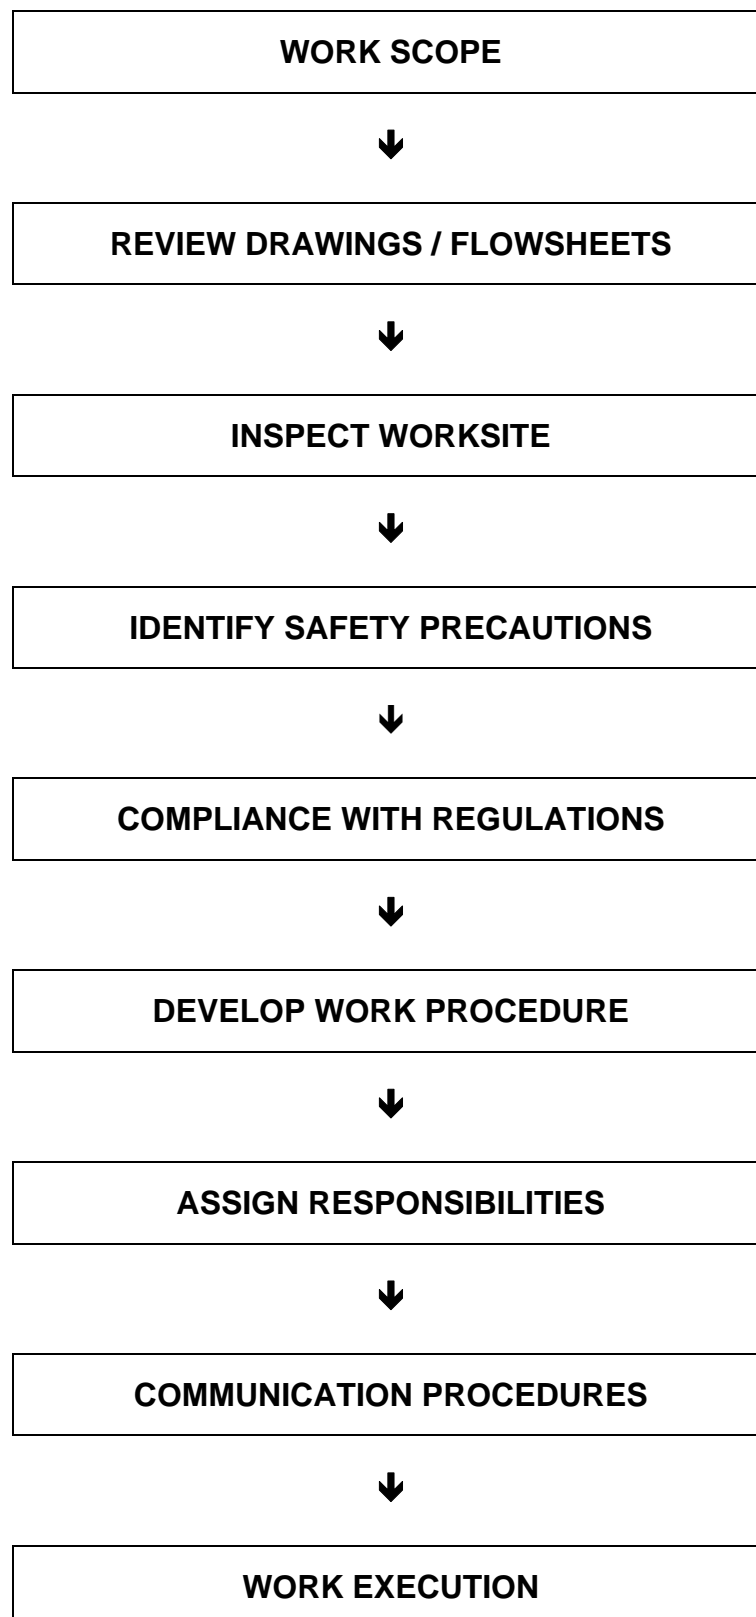 WORK SCOPE
REVIEW DRAWINGS / FLOWSHEETS
INSPECT WORKSITE
IDENTIFY SAFETY PRECAUTIONS
COMPLIANCE WITH REGULATIONS
DEVELOP WORK PROCEDURE
ASSIGN RESPONSIBILITIES
COMMUNICATION PROCEDURES
WORK EXECUTION